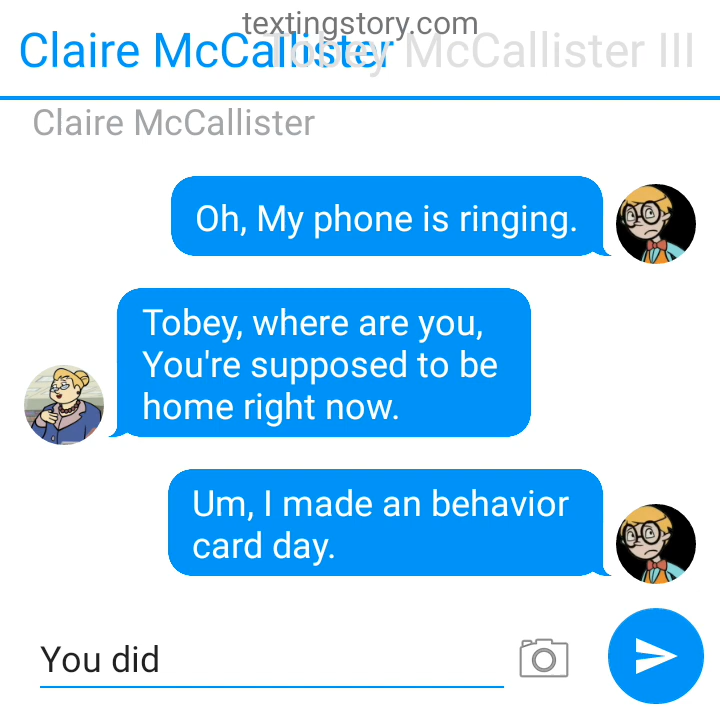 textingstory.com
Claire McCallister
Tobey McCallister III
Claire McCallister
Oh, My phone is ringing.
Tobey, where are you,
You're supposed to be
home right now.
Um, I made an behavior
card day.
You did